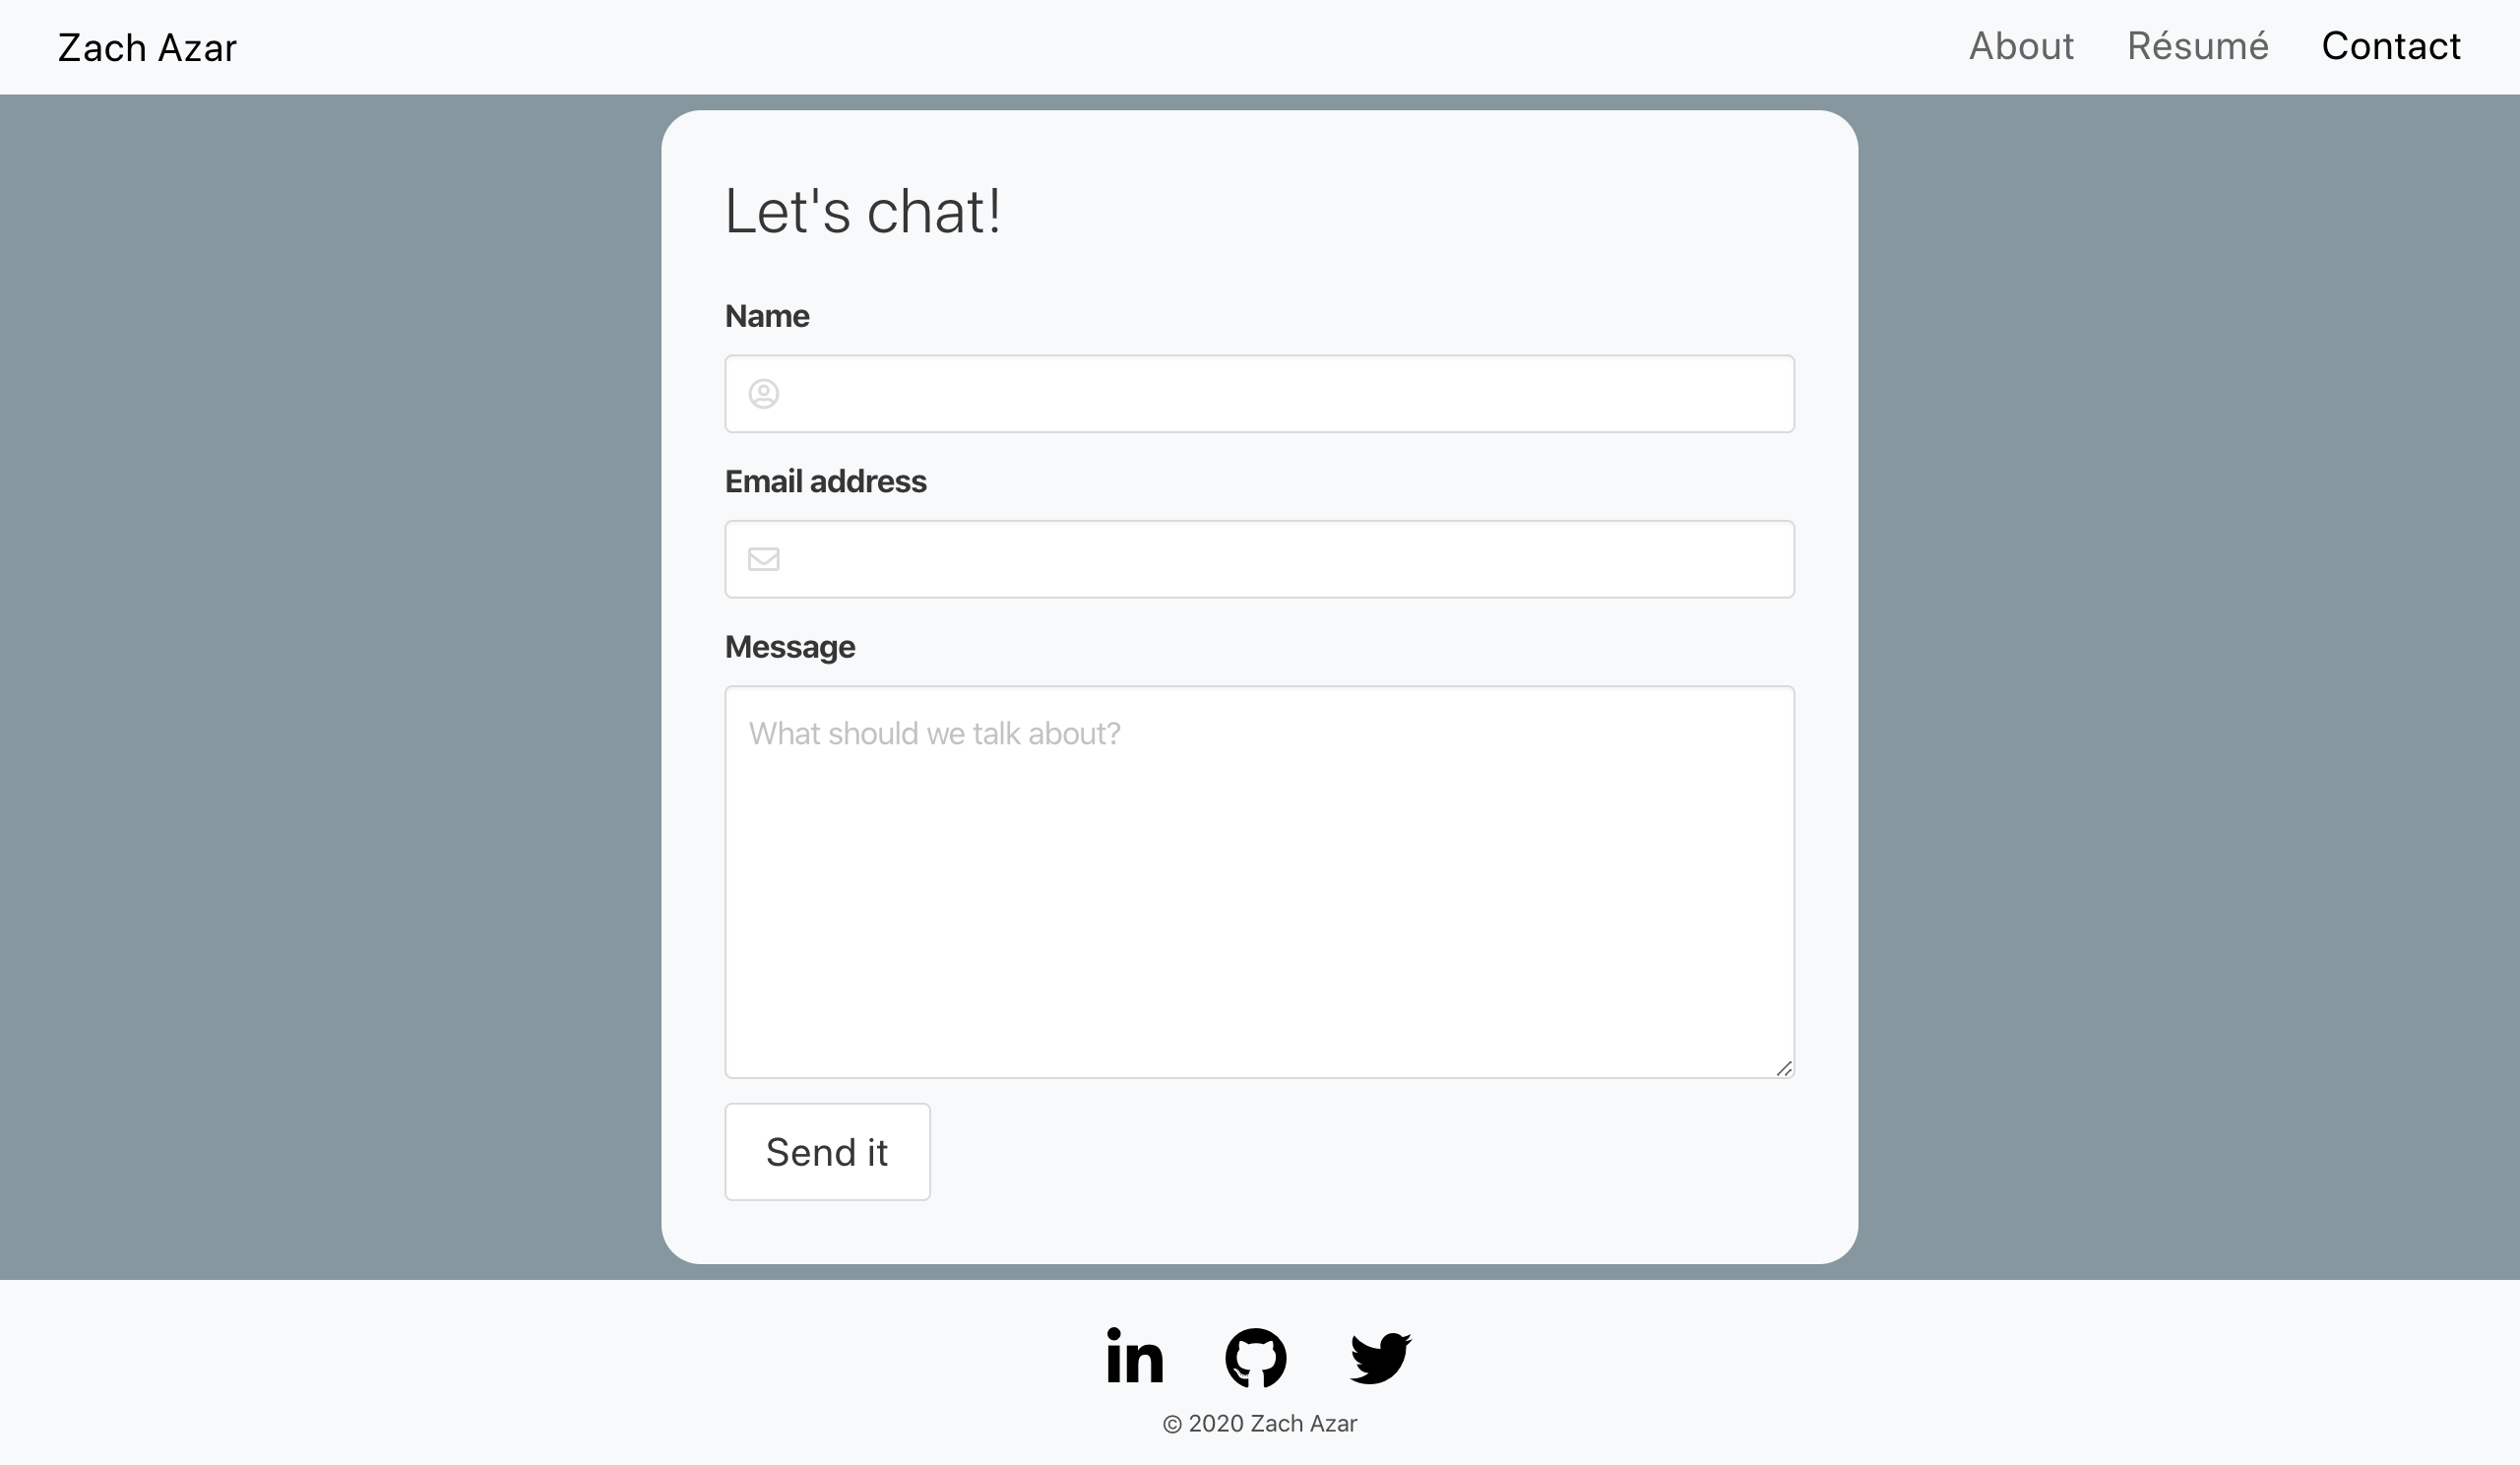 Zach Azar
About Résumé Contact
Let's chat!
Name
Email address
Message
What should we talk about?
Send it
in
© 2020 Zach Azar